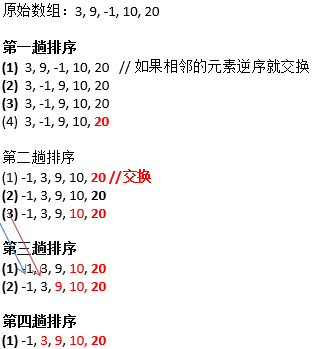 原始数组：3, 9, -1, 10, 20
第一趟排序
(1) 3, 9, -1, 10, 20 // 如果相邻的元素逆序就交换
(2) 3, -1, 9, 10, 20
(3) 3, -1, 9, 10, 20
(4) 3, -1, 9, 10, 20
第二趟排序
(1) -1, 3, 9, 10, 20 //交换
(2) -1, 3, 9, 10, 20
(3) -1, 3, 9, 10, 20
第三趟排序
(1) -1, 3, 9, 10, 20
(2) -1, 3, 9, 10, 20
第四趟排序
(1) -1, 3, 9, 10, 20